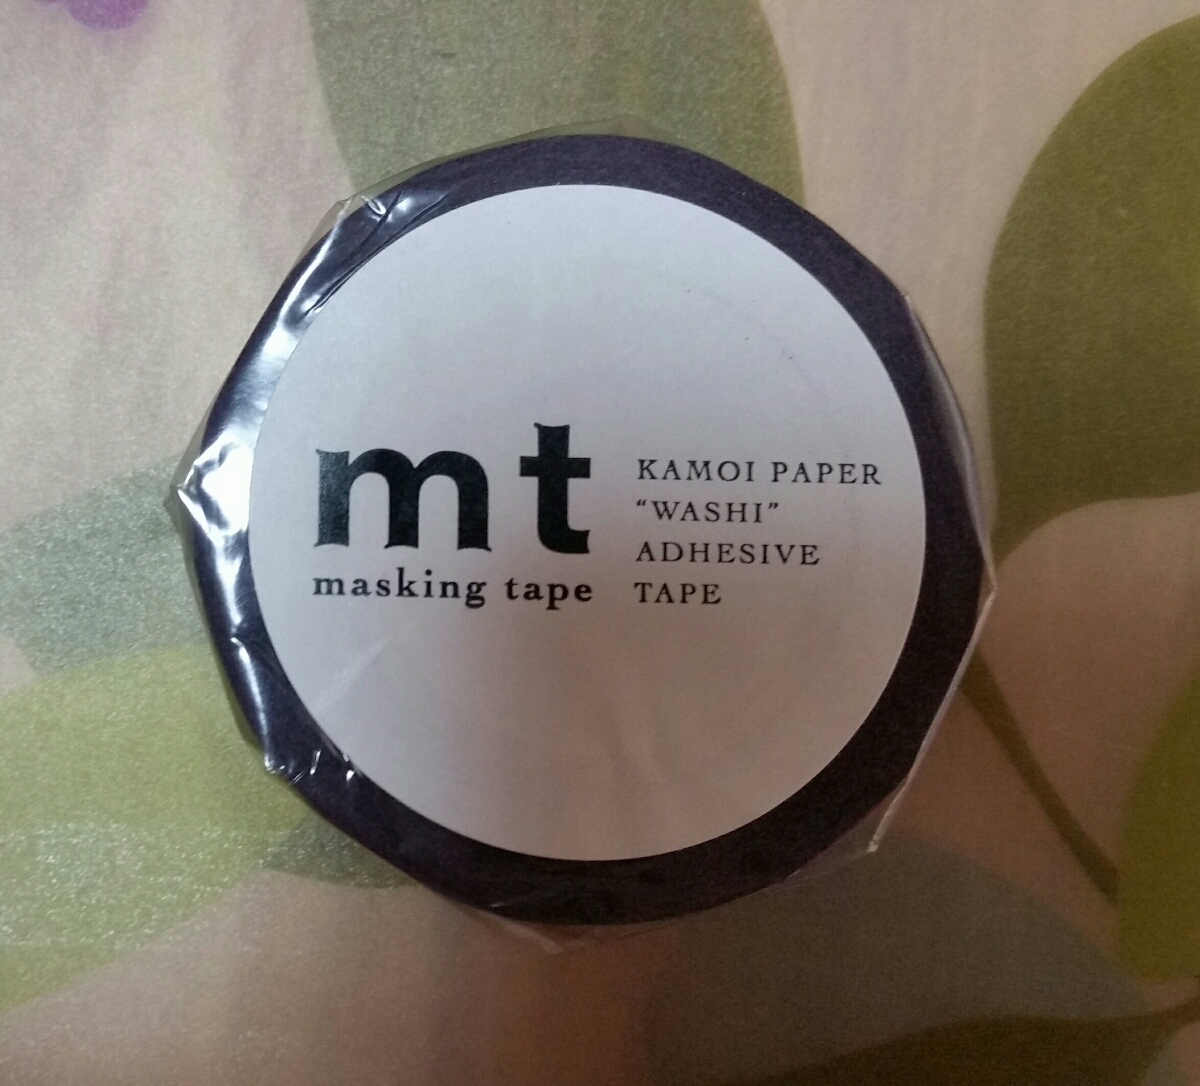 mt
masking tape
KAMOI PAPER
“WASHI”
ADHESIVE
TAPE